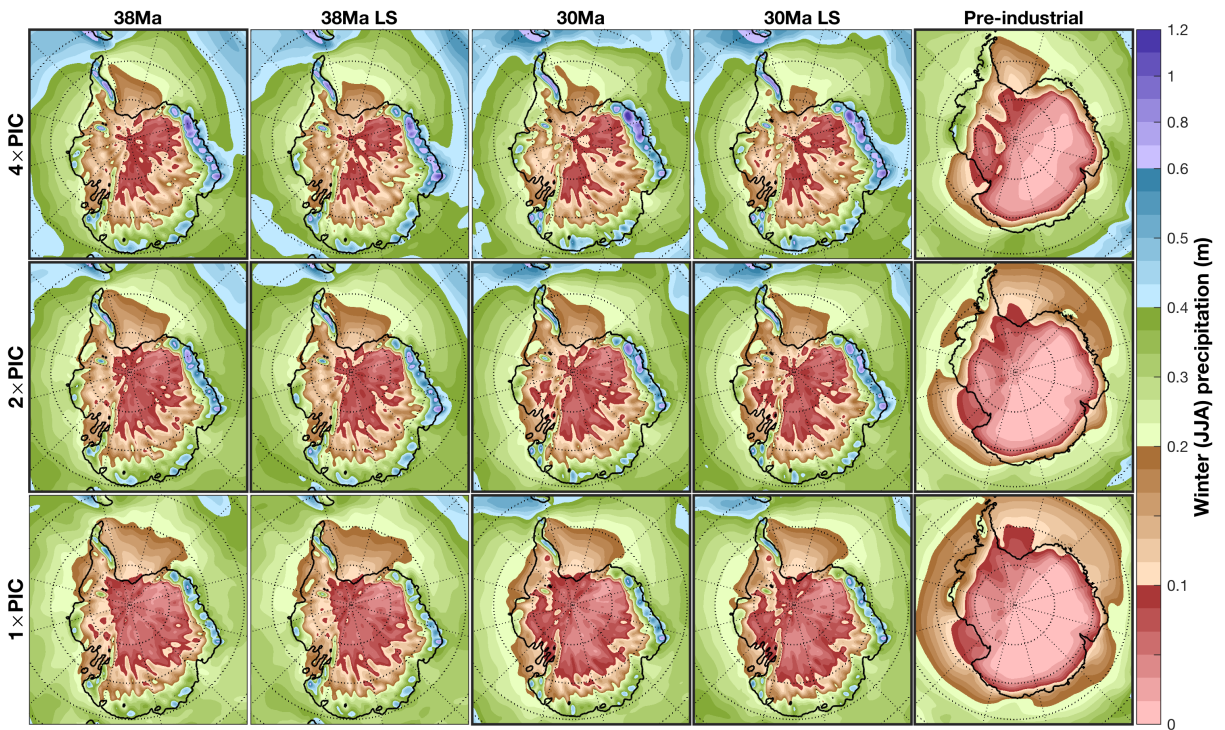 38Ma 38Ma LS 30Ma 30Ma LS Pre-industrial
4×PIC
2×PIC
1×PIC
1.2
1
0.8
0.6
0.5
0.4
0.3
0.2
0.1
0
Winter (JJA) precipitation (m)